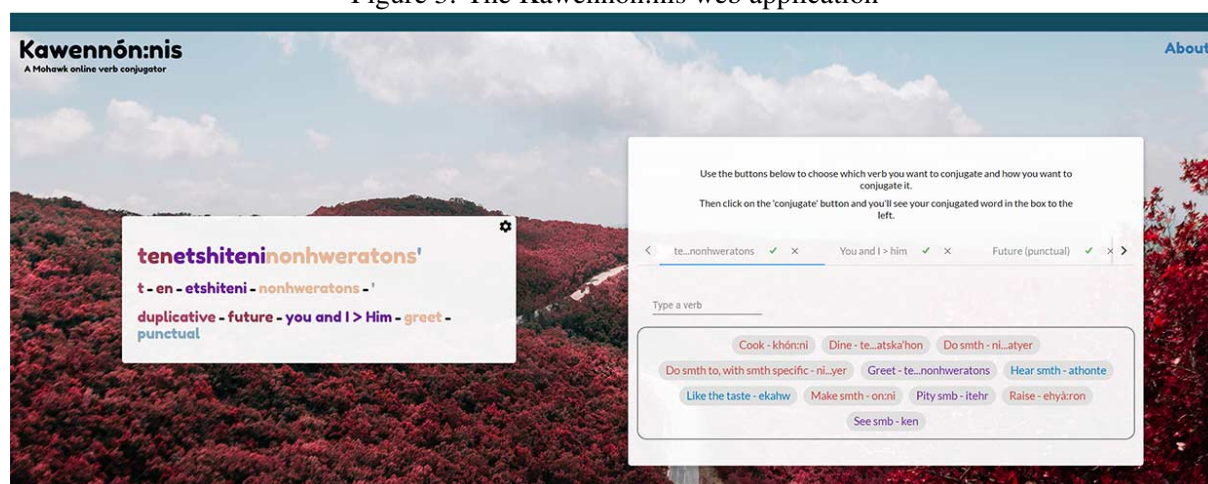 Figure 3: The Kawennón:nis web application
Kawennón:nis
A Mohawk online verb conjugator
About
tenetshiteninonhweratons'
t - en - etshiteni - nonhweratons - '
duplicative - future - you and I > Him - greet -
punctual
Use the buttons below to choose which verb you want to conjugate and how you want to
conjugate it.
Then click on the 'conjugate' button and you'll see your conjugated word in the box to the
left.
te...nonhweratons
You and I > him
Future (punctual)
Type a verb
Cook - khón:ni Dine - te...atska'hon Do smth - ni...atyer
Do smth to, with smth specific - ni...yer Greet - te...nonhweratons Hear smth - athonte
Like the taste - ekahw Make smth - on:ni Pity smb - itehr Raise - ehyà:ron
See smb - ken